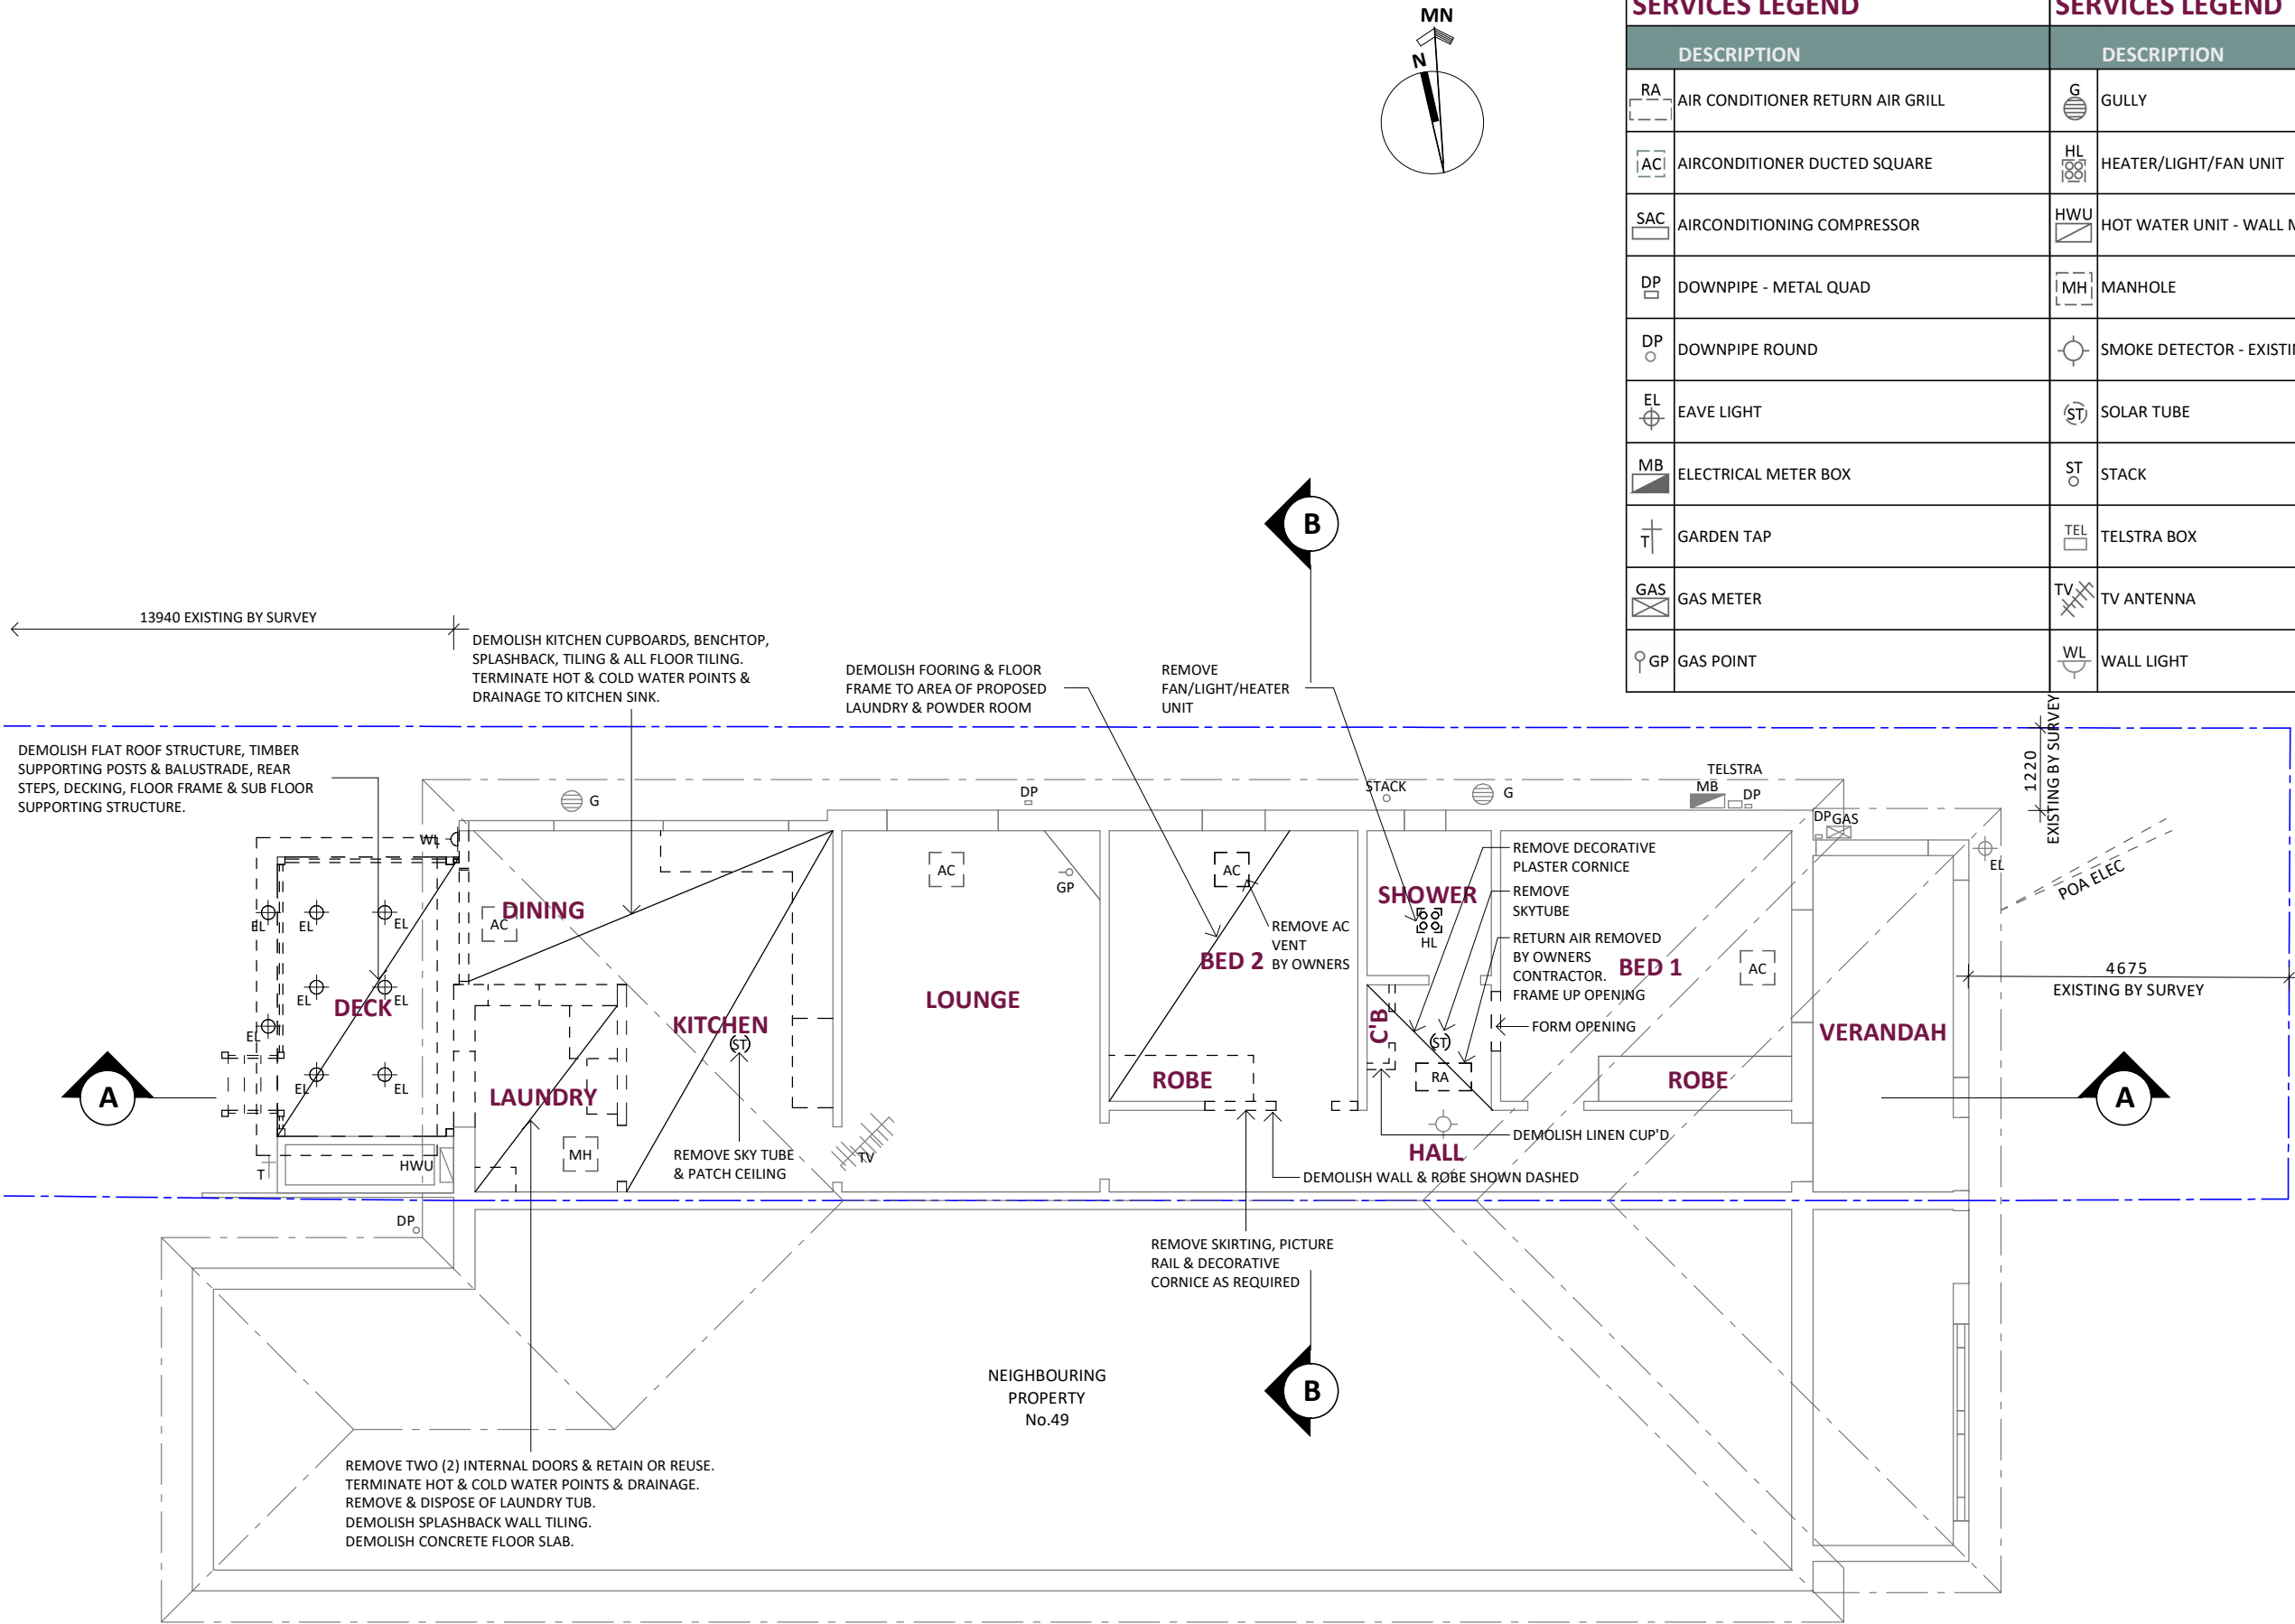 MN
N
SERVICES LEGEND
DESCRIPTION
RA AIR CONDITIONER RETURN AIR GRILL
AC AIRCONDITIONER DUCTED SQUARE
SAC AIRCONDITIONING COMPRESSOR
DP DOWNPIPE - METAL QUAD
DP DOWNPIPE ROUND
EL EAVE LIGHT
MB ELECTRICAL METER BOX
T GARDEN TAP
GAS GAS METER
GP GAS POINT
SERVICES LEGEND
DESCRIPTION
G GULLY
HL HEATER/LIGHT/FAN UNIT
HWU HOT WATER UNIT - WALL M
MH MANHOLE
SMOKE DETECTOR - EXISTIN
ST SOLAR TUBE
ST STACK
TEL TELSTRA BOX
TV TV ANTENNA
WL WALL LIGHT
B
13940 EXISTING BY SURVEY
DEMOLISH KITCHEN CUPBOARDS, BENCHTOP,
SPLASHBACK, TILING & ALL FLOOR TILING.
TERMINATE HOT & COLD WATER POINTS &
DRAINAGE TO KITCHEN SINK.
DEMOLISH FOORING & FLOOR
FRAME TO AREA OF PROPOSED
LAUNDRY & POWDER ROOM
REMOVE
FAN/LIGHT/HEATER
UNIT
1220
EXISTING BY SURVEY
DEMOLISH FLAT ROOF STRUCTURE, TIMBER
SUPPORTING POSTS & BALUSTRADE, REAR
STEPS, DECKING, FLOOR FRAME & SUB FLOOR
SUPPORTING STRUCTURE.
G
DP
STACK
G
TELSTRA
MB
DP
DP
GAS
EL
POA ELEC
WL
EL
EL
EL
EL
EL
EL
EL
EL
DECK
DINING
AC
KITCHEN
ST
LAUNDRY
MH
HWU
T
LOUNGE
AC
GP
TV
BED 2
AC
REMOVE AC
VENT
BY OWNERS
ROBE
SHOWER
HL
REMOVE DECORATIVE
PLASTER CORNICE
REMOVE
SKYTUBE
RETURN AIR REMOVED
BY OWNERS
CONTRACTOR.
FRAME UP OPENING
FORM OPENING
C'B
ST
RA
BED 1
AC
ROBE
VERANDAH
4675
EXISTING BY SURVEY
A
A
HALL
DEMOLISH LINEN CUP'D
DEMOLISH WALL & ROBE SHOWN DASHED
REMOVE SKY TUBE
& PATCH CEILING
DP
REMOVE SKIRTING, PICTURE
RAIL & DECORATIVE
CORNICE AS REQUIRED
B
NEIGHBOURING
PROPERTY
No.49
REMOVE TWO (2) INTERNAL DOORS & RETAIN OR REUSE.
TERMINATE HOT & COLD WATER POINTS & DRAINAGE.
REMOVE & DISPOSE OF LAUNDRY TUB.
DEMOLISH SPLASHBACK WALL TILING.
DEMOLISH CONCRETE FLOOR SLAB.